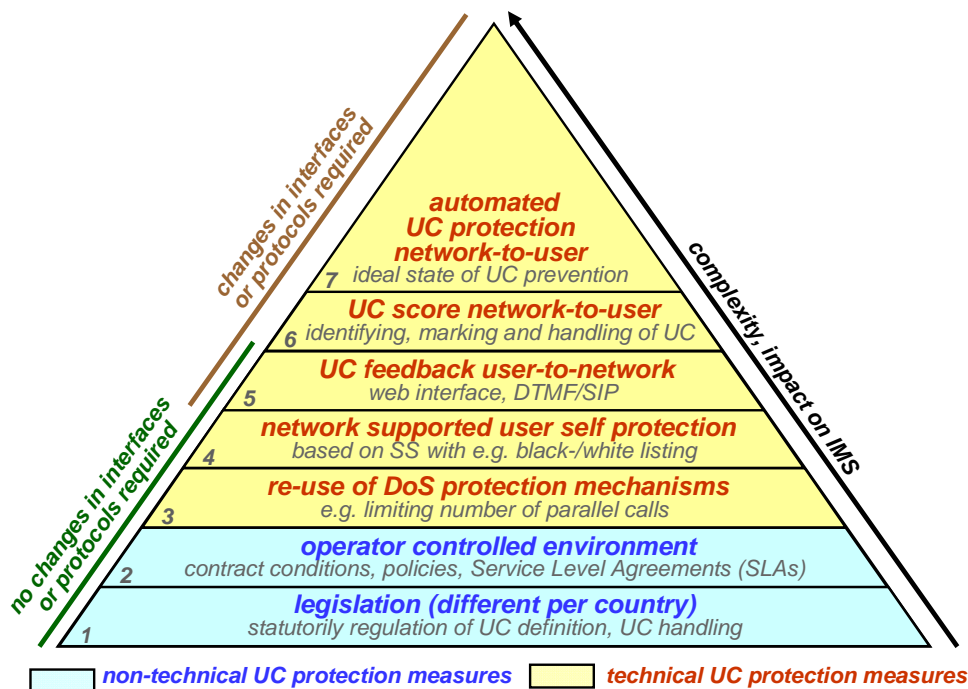 automated
UC protection
network-to-user
7 ideal state of UC prevention
UC score network-to-user
6 identifying, marking and handling of UC
UC feedback user-to-network
5 web interface, DTMF/SIP
network supported user self protection
4 based on SS with e.g. black-/white listing
re-use of DoS protection mechanisms
3 e.g. limiting number of parallel calls
operator controlled environment
2 contract conditions, policies, Service Level Agreements (SLAs)
legislation (different per country)
1 statutorily regulation of UC definition, UC handling
changes in interfaces
or protocols required
no changes in interfaces
or protocols required
complexity, impact on IMS
non-technical UC protection measures
technical UC protection measures